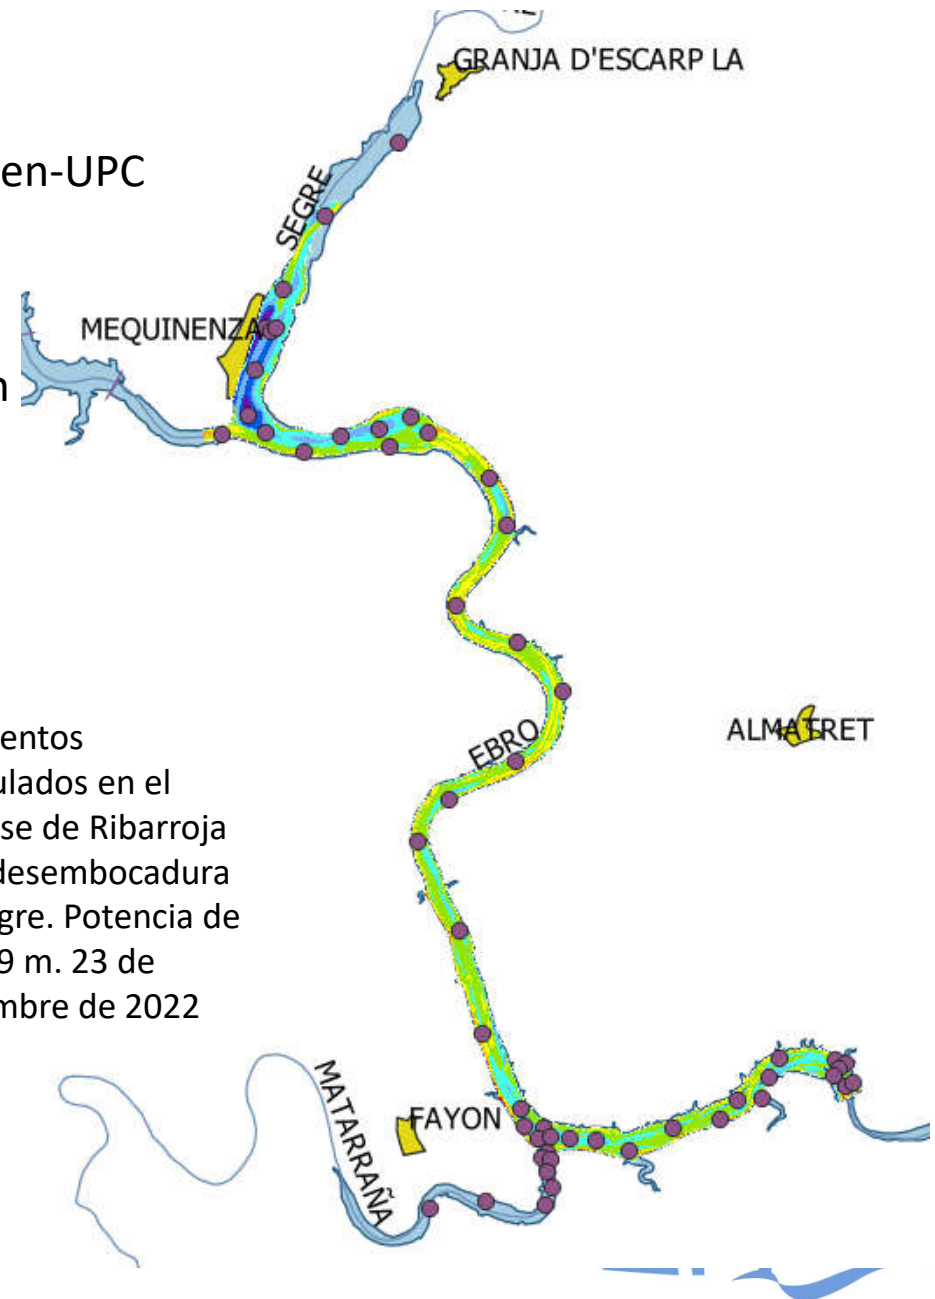 GRANJA D'ESCARP LA
en-UPC
SEGRE
MEQUINENZA
n
ALMATRET
EBRO
entos
ulados en el
se de Ribarroja
desembocadura
gre. Potencia de
9 m. 23 de
mbre de 2022
MATARRAÑA
FAYON